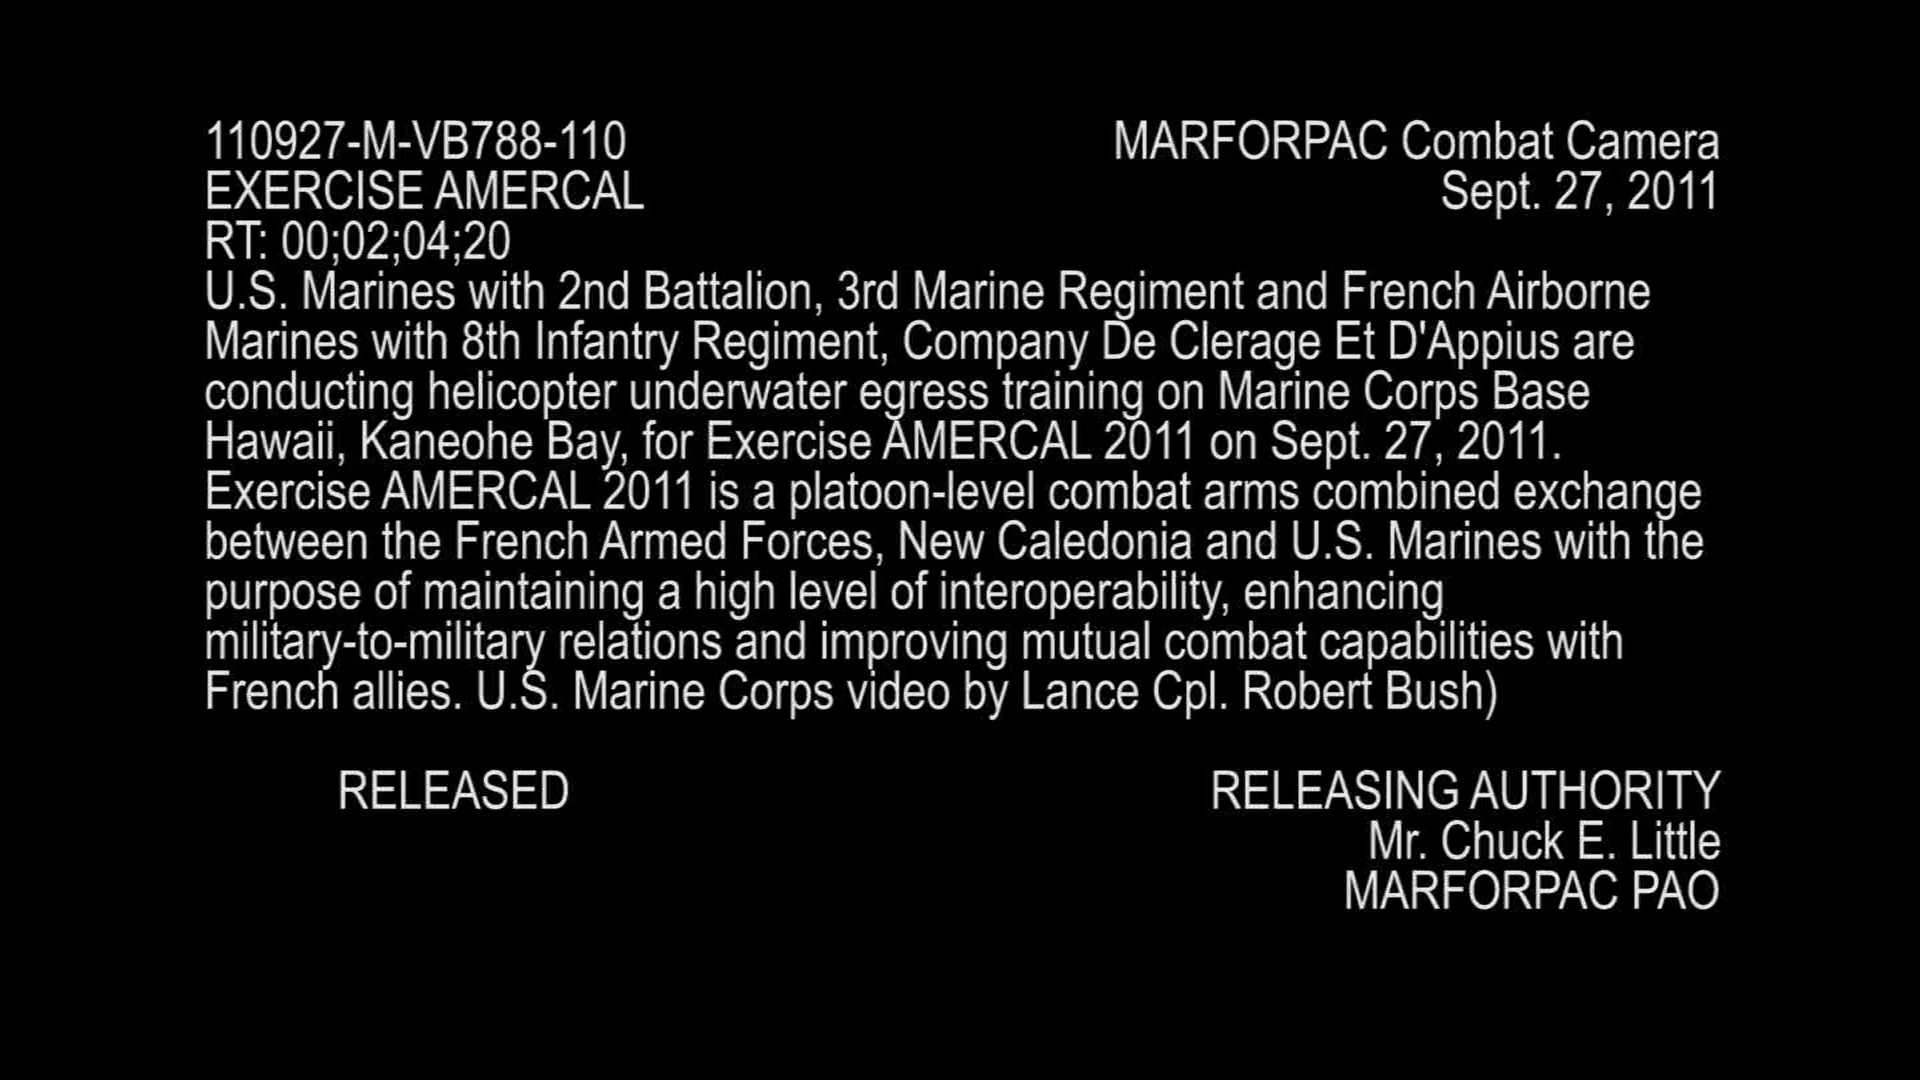 110927-M-VB788-110
MARFORPAC Combat Camera
EXERCISE AMERCAL
Sept. 27, 2011
RT: 00;02;04;20
U.S. Marines with 2nd Battalion, 3rd Marine Regiment and French Airborne
Marines with 8th Infantry Regiment, Company De Clerage Et D'Appius are
conducting helicopter underwater egress training on Marine Corps Base
Hawaii, Kaneohe Bay, for Exercise AMERCAL 2011 on Sept. 27, 2011.
Exercise AMERCAL 2011 is a platoon-level combat arms combined exchange
between the French Armed Forces, New Caledonia and U.S. Marines with the
purpose of maintaining a high level of interoperability, enhancing
military-to-military relations and improving mutual combat capabilities with
French allies. U.S. Marine Corps video by Lance Cpl. Robert Bush)
RELEASED
RELEASING AUTHORITY
Mr. Chuck E. Little
MARFORPAC PAO